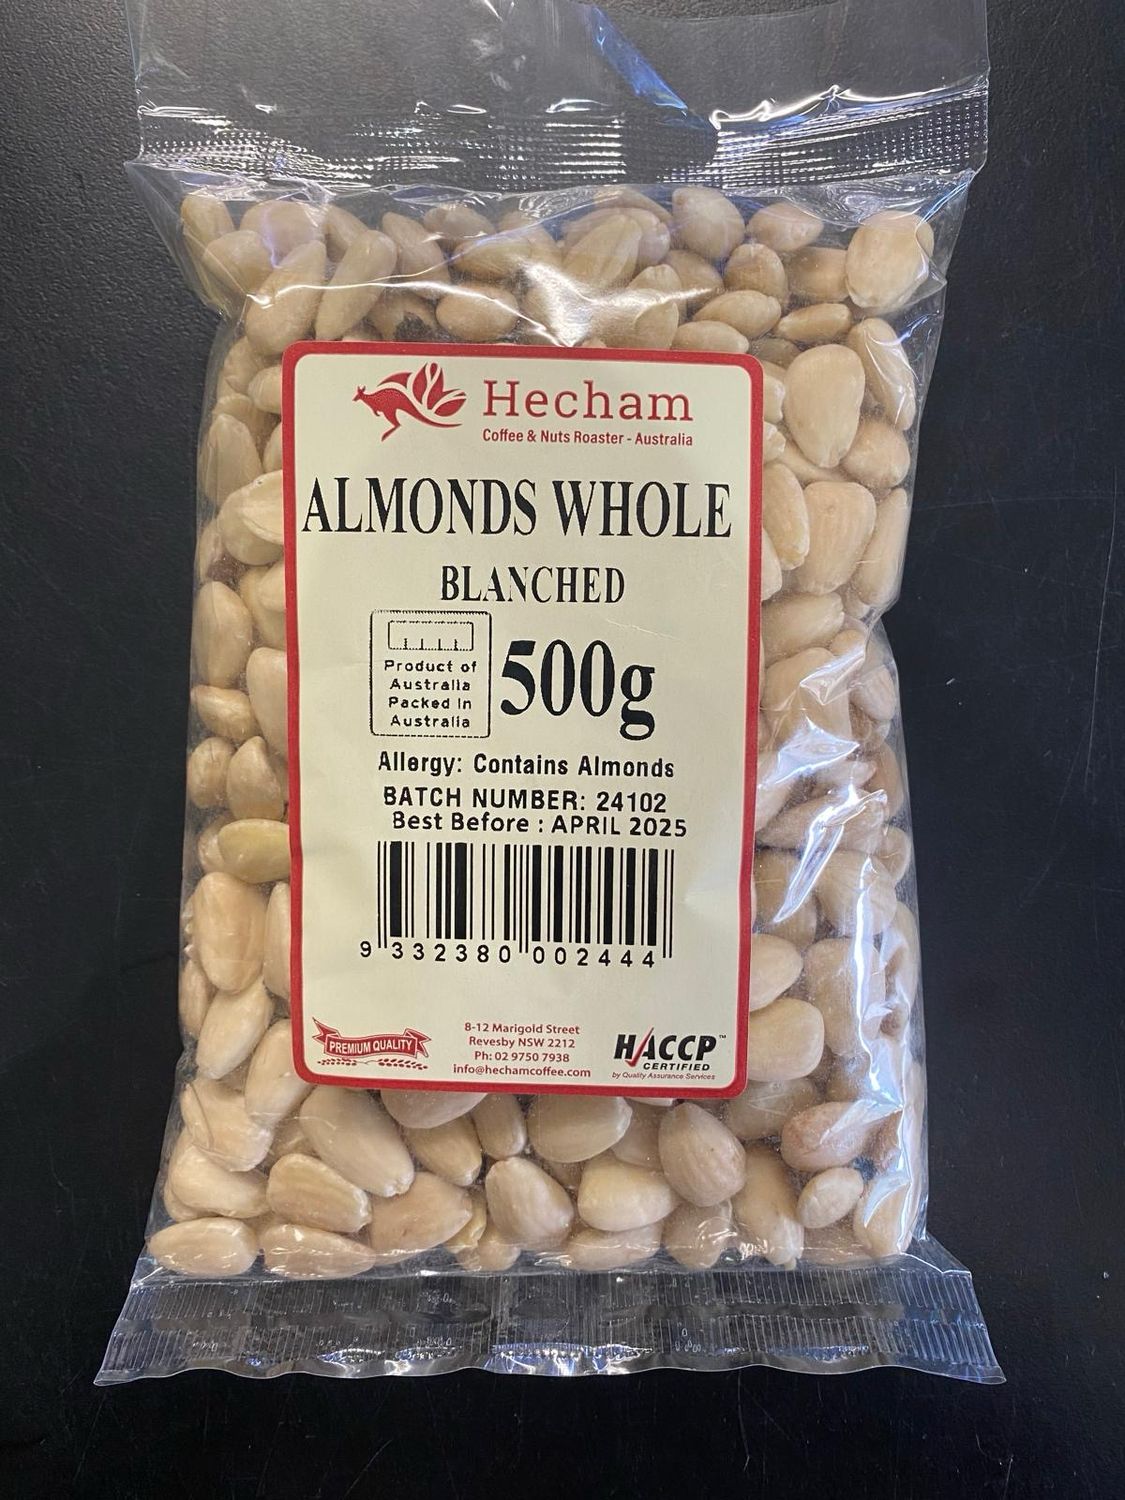 Hecham
Coffee & Nuts Roaster - Australia
ALMONDS WHOLE
BLANCHED
Product of
Australia
Packed in
Australia
500g
Allergy: Contains Almonds
BATCH NUMBER: 24102
Best Before : APRIL 2025
9 332380 002444
PREMIUM QUALITY
8-12 Marigold Street
Revesby NSW 2212
Ph: 02 9750 7938
info@hechamcoffee.com
HACCP™
CERTIFIED
by Quality Assurance Services